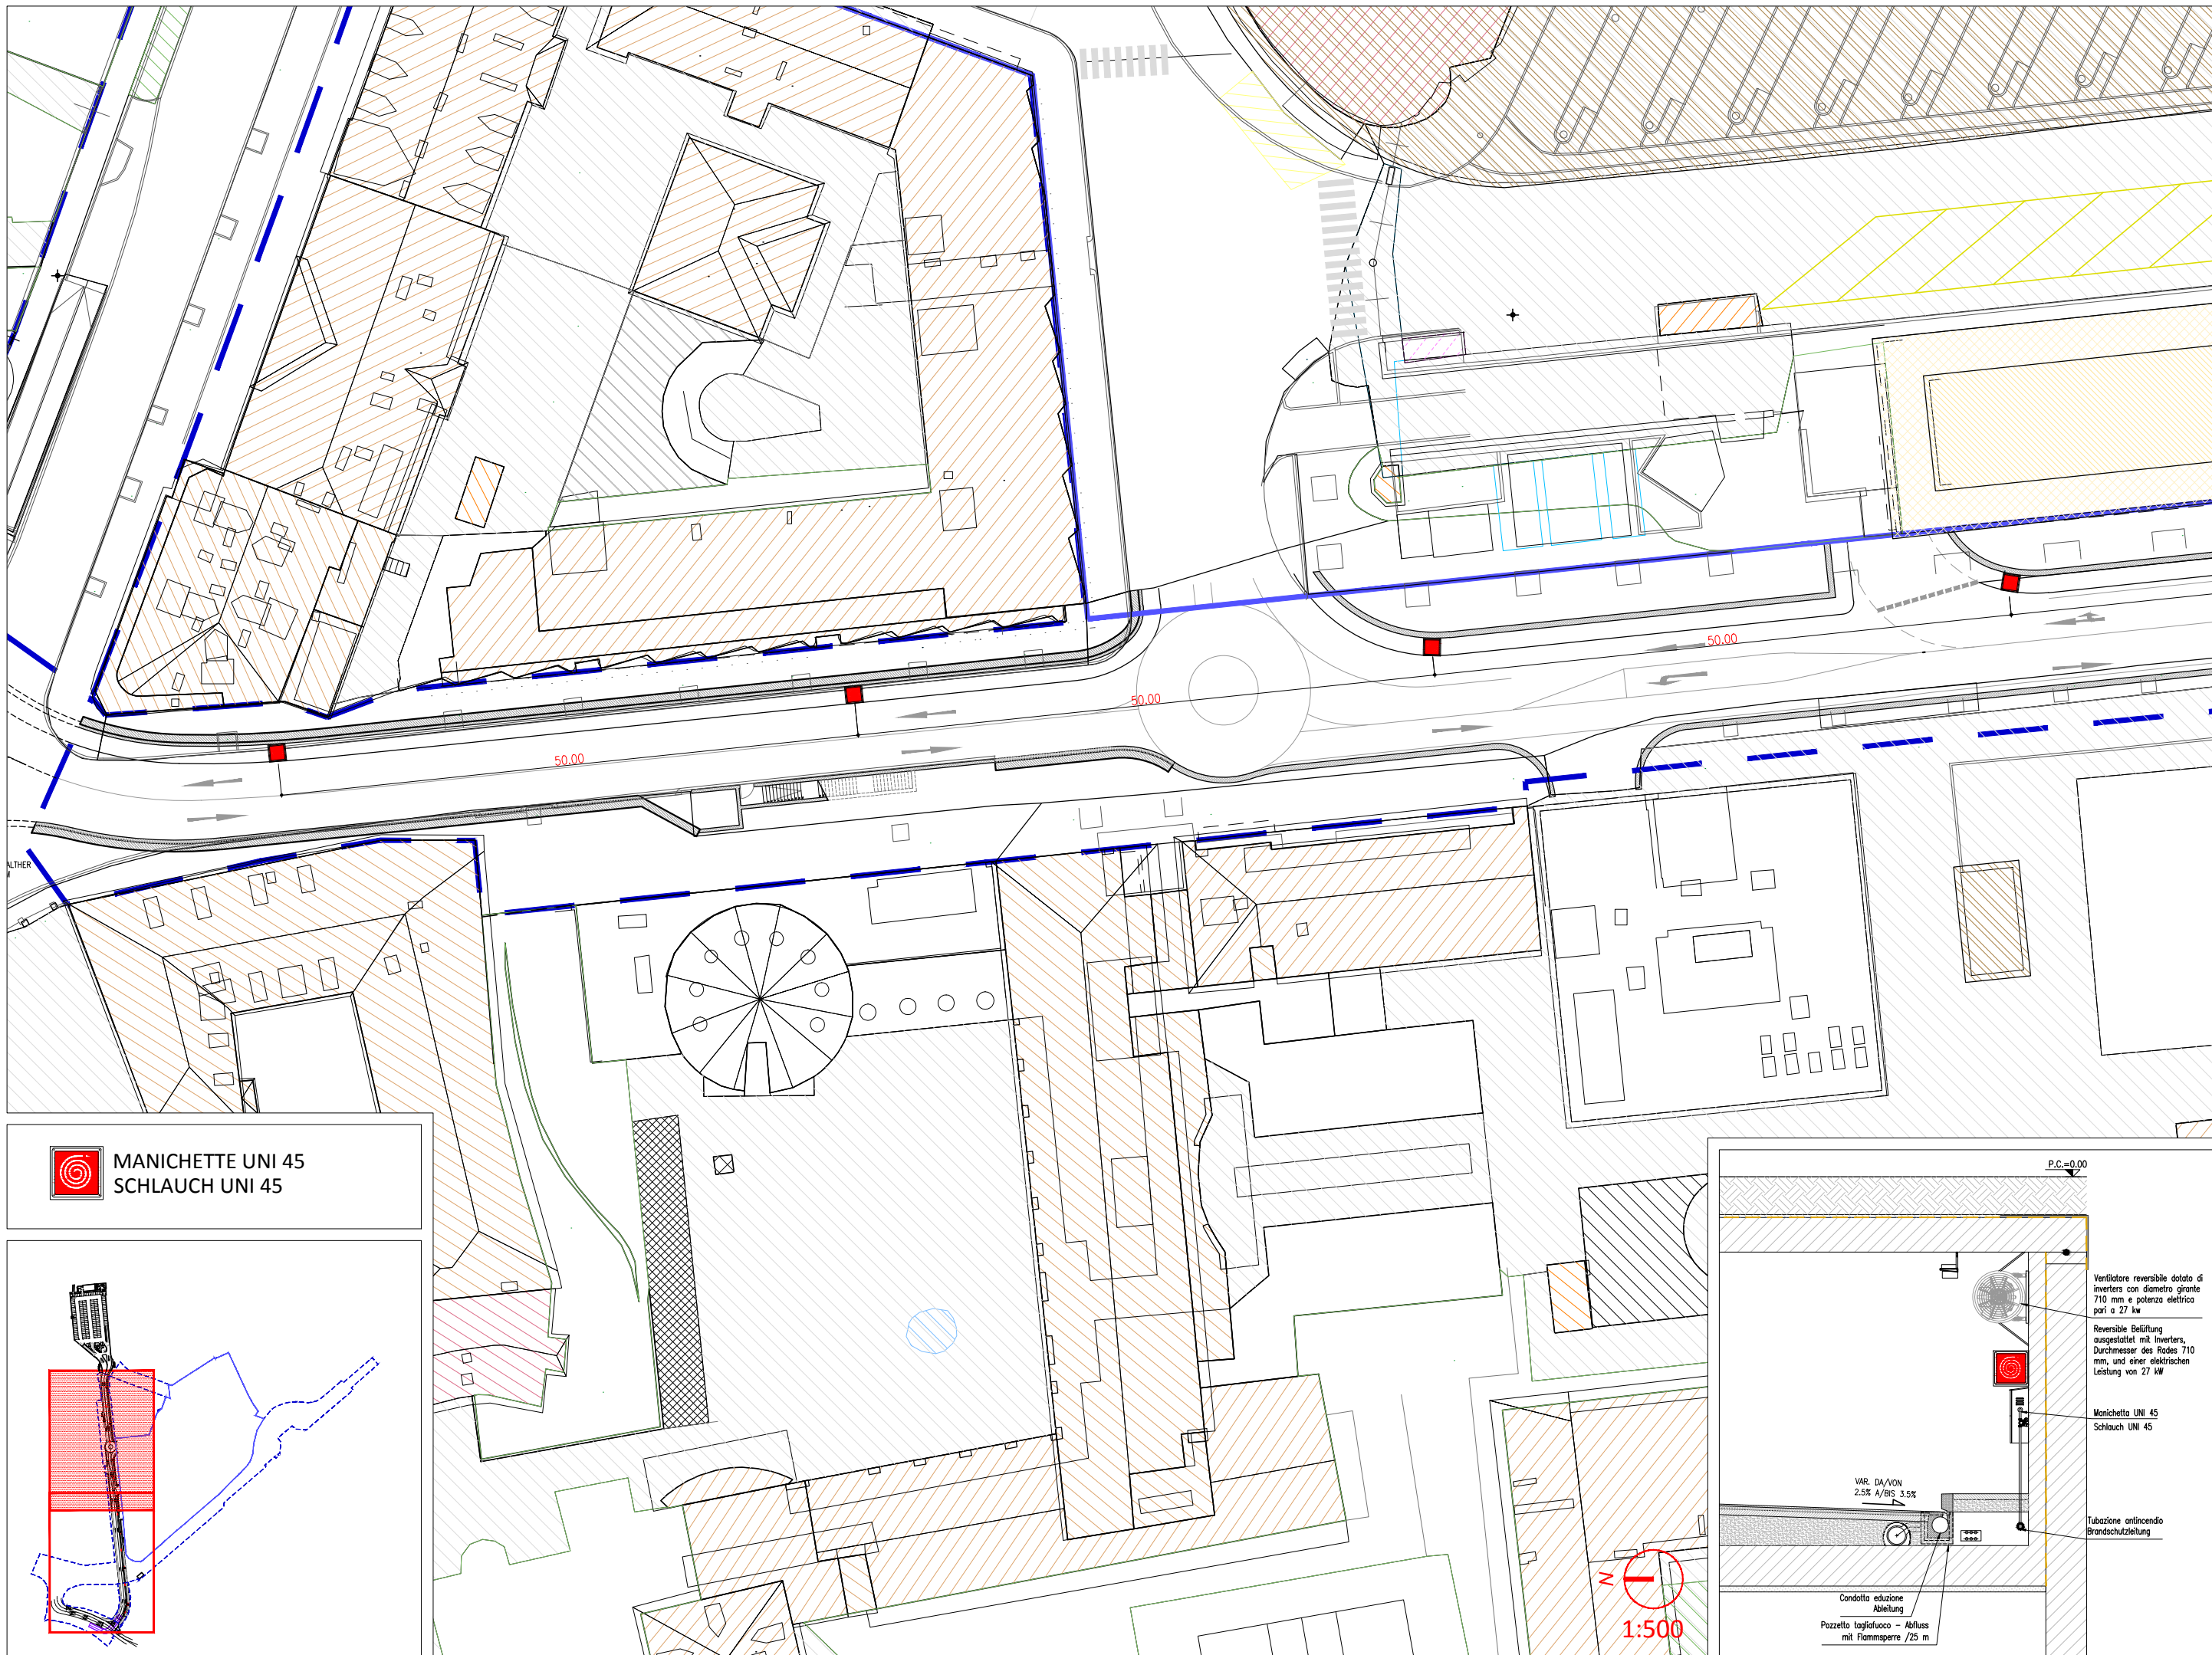 50.00
50.00
50.00
ALTHER
MANICHETTE UNI 45
SCHLAUCH UNI 45
N
1:500
P.C.=0.00
Ventilatore reversibile dotato di
inverters con diametro girante
710 mm e potenza elettrica
pari a 27 kw
Reversible Belüftung
ausgestattet mit Inverters,
Durchmesser des Rades 710
mm, und einer elektrischen
Leistung von 27 kW
Manichetta UNI 45
Schlauch UNI 45
VAR. DA/VON
2.5% A/BIS 3.5%
Tubazione antincendio
Brandschutzleitung
Condotta eduzione
Ableitung
Pozzetto tagliafuoco - Abfluss
mit Flammsperre /25 m